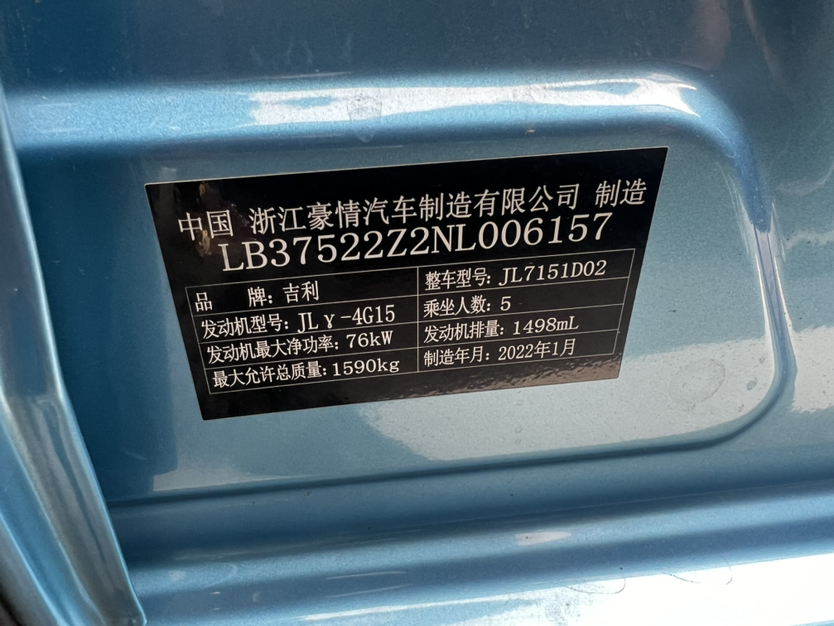 中国 浙江豪情汽车制造有限公司 制造
LB37522Z2NL006157
品 牌：吉利 整车型号：JL7151D02
发动机型号：JLγ-4G15 乘坐人数：5
发动机最大净功率：76kW 发动机排量：1498mL
最大允许总质量：1590kg 制造年月：2022年1月